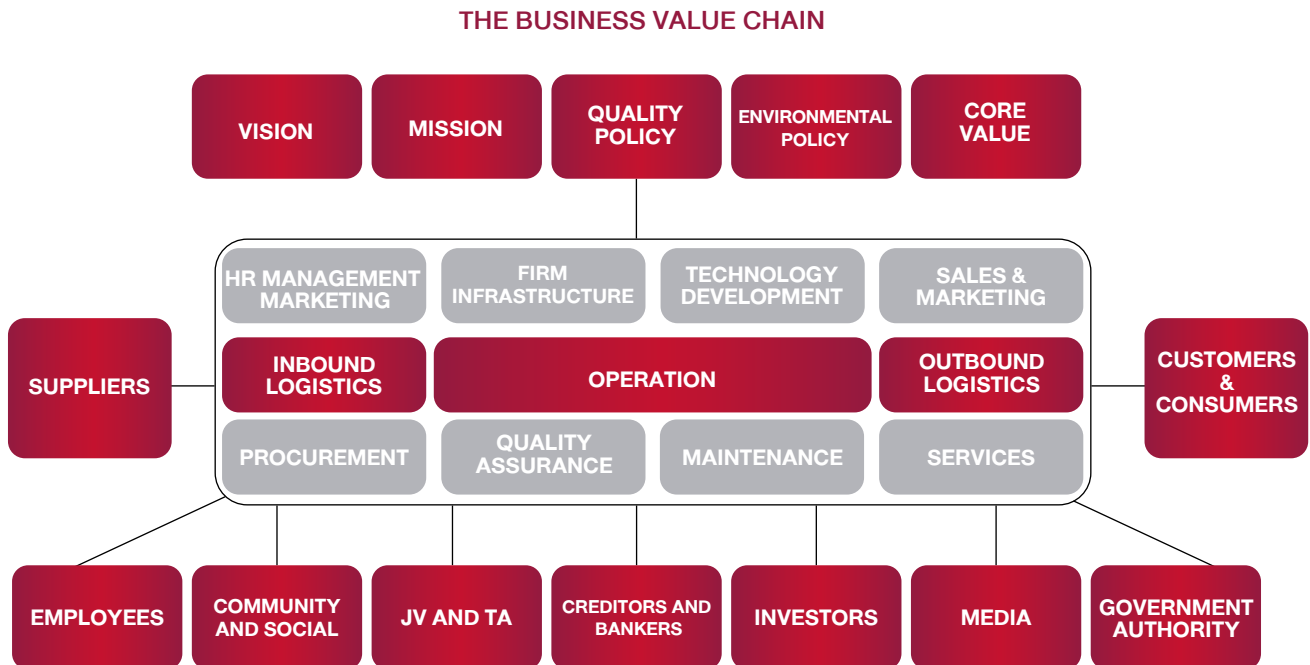 THE BUSINESS VALUE CHAIN
VISION
MISSION
QUALITY
POLICY
ENVIRONMENTAL
POLICY
CORE
VALUE
HR MANAGEMENT
MARKETING
FIRM
INFRASTRUCTURE
TECHNOLOGY
DEVELOPMENT
SALES &
MARKETING
SUPPLIERS
INBOUND
LOGISTICS
OPERATION
OUTBOUND
LOGISTICS
CUSTOMERS
&
CONSUMERS
PROCUREMENT
QUALITY
ASSURANCE
MAINTENANCE
SERVICES
EMPLOYEES
COMMUNITY
AND SOCIAL
JV AND TA
CREDITORS AND
BANKERS
INVESTORS
MEDIA
GOVERNMENT
AUTHORITY